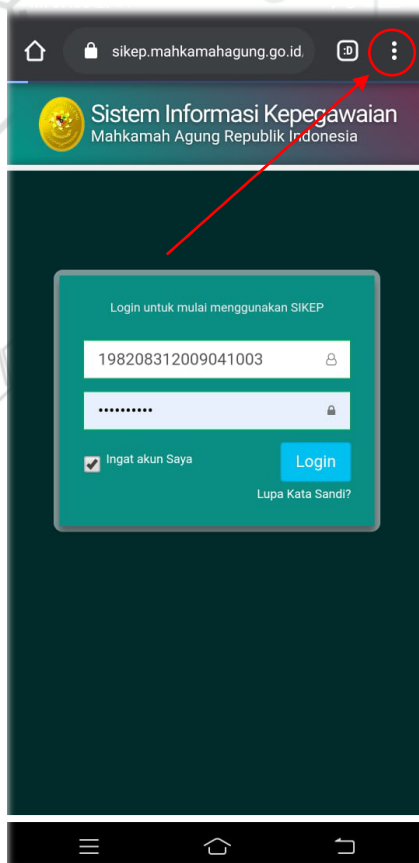 sikep.mahkamahagung.go.id
:D
Sistem Informasi Kepegawaian
Mahkamah Agung Republik Indonesia
Login untuk mulai menggunakan SIKEP
198208312009041003
••••••••••
Ingat akun Saya
Login
Lupa Kata Sandi?